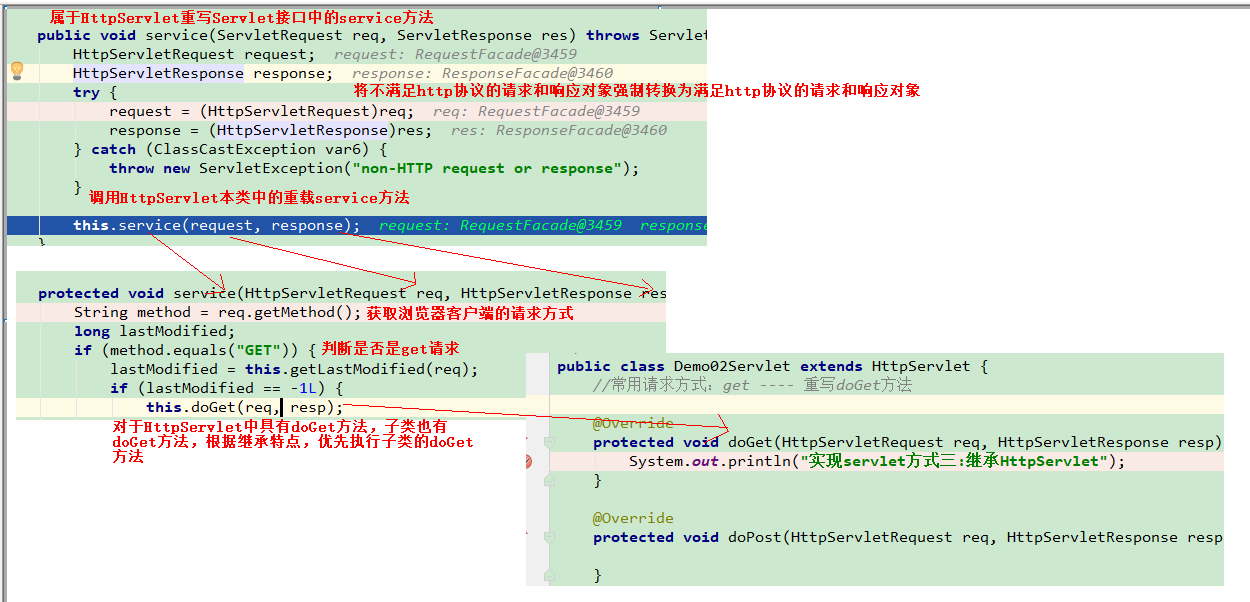 属于HttpServlet重写Servlet接口中的service方法
public void service(ServletRequest req, ServletResponse res) throws Servlet
HttpServletRequest request;  request: RequestFacade@3459
HttpServletResponse response;  response: ResponseFacade@3460
try {
将不满足http协议的请求和响应对象强制转换为满足http协议的请求和响应对象
request = (HttpServletRequest)req;  req: RequestFacade@3459
response = (HttpServletResponse)res;  res: ResponseFacade@3460
} catch (ClassCastException var6) {
throw new ServletException("non-HTTP request or response");
}
调用HttpServlet本类中的重载service方法
this.service(request, response);  request: RequestFacade@3459  response
}
protected void service(HttpServletRequest req, HttpServletResponse res
String method = req.getMethod(); 获取浏览器客户端的请求方式
long lastModified;
if (method.equals("GET")) { 判断是否是get请求
lastModified = this.getLastModified(req);
if (lastModified == -1L) {
this.doGet(req, resp);
对于HttpServlet中具有doGet方法，子类也有
doGet方法，根据继承特点，优先执行子类的doGet
方法
public class Demo02Servlet extends HttpServlet {
//常用请求方式：get ---- 重写doGet方法
@Override
protected void doGet(HttpServletRequest req, HttpServletResponse resp)
System.out.println("实现servlet方式三:继承HttpServlet");
}
@Override
protected void doPost(HttpServletRequest req, HttpServletResponse resp
}